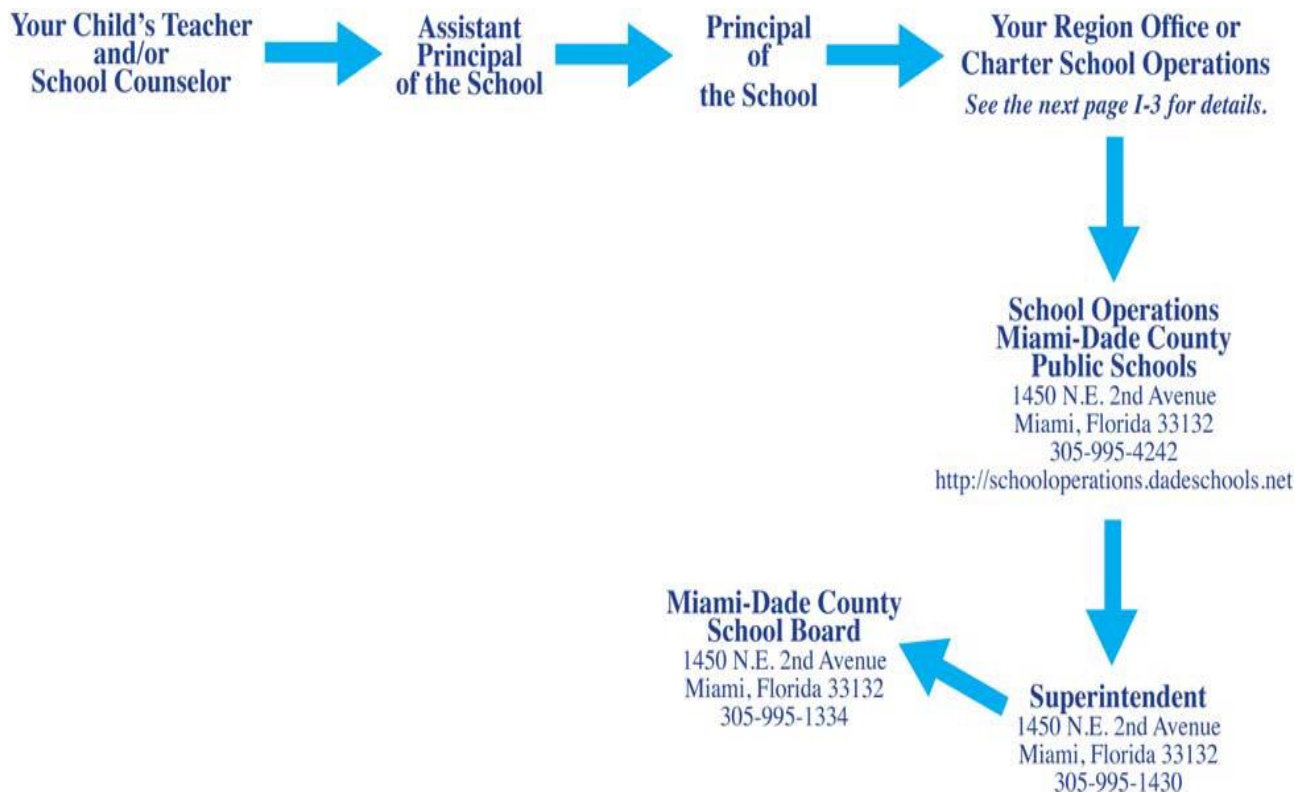 Your Child's Teacher
and/or
School Counselor
Assistant
Principal
of the School
Principal
of
the School
Your Region Office or
Charter School Operations
See the next page I-3 for details.
School Operations
Miami-Dade County
Public Schools
1450 N.E. 2nd Avenue
Miami, Florida 33132
305-995-4242
http://schooloperations.dadeschools.net
Superintendent
1450 N.E. 2nd Avenue
Miami, Florida 33132
305-995-1430
Miami-Dade County
School Board
1450 N.E. 2nd Avenue
Miami, Florida 33132
305-995-1334